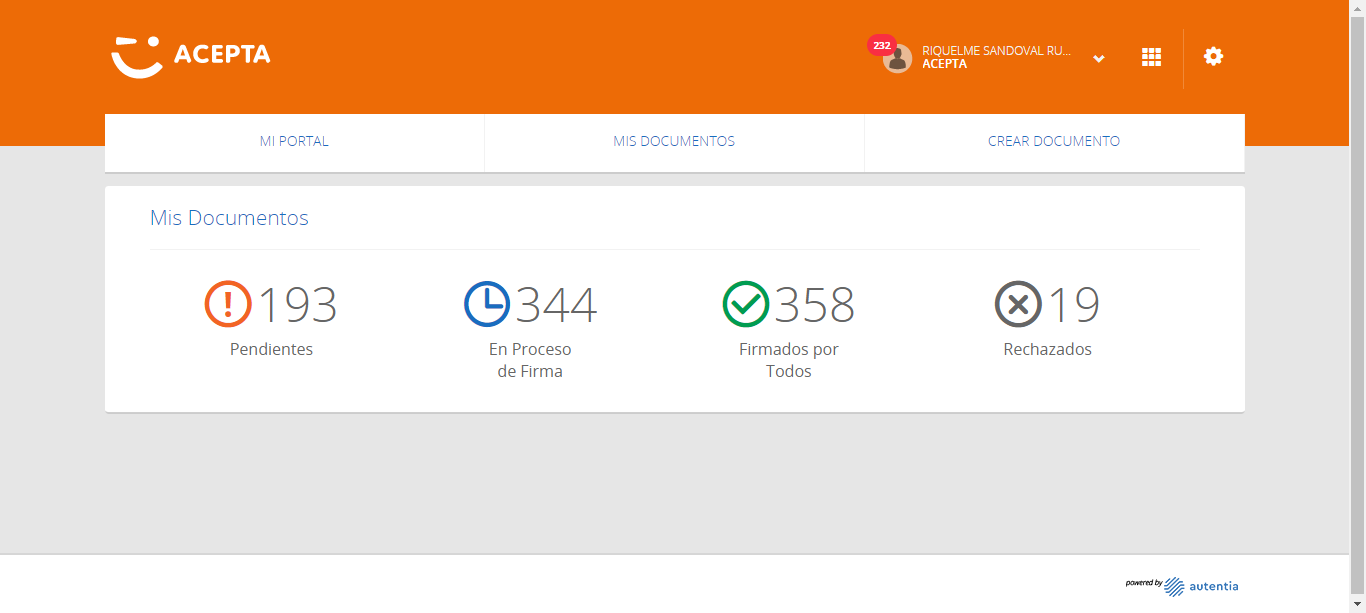 ACEPTA
232
RIQUELME SANDOVAL RU...
ACEPTA
MI PORTAL
MIS DOCUMENTOS
CREAR DOCUMENTO
Mis Documentos
193
Pendientes
344
En Proceso
de Firma
358
Firmados por
Todos
19
Rechazados
powered by autentia